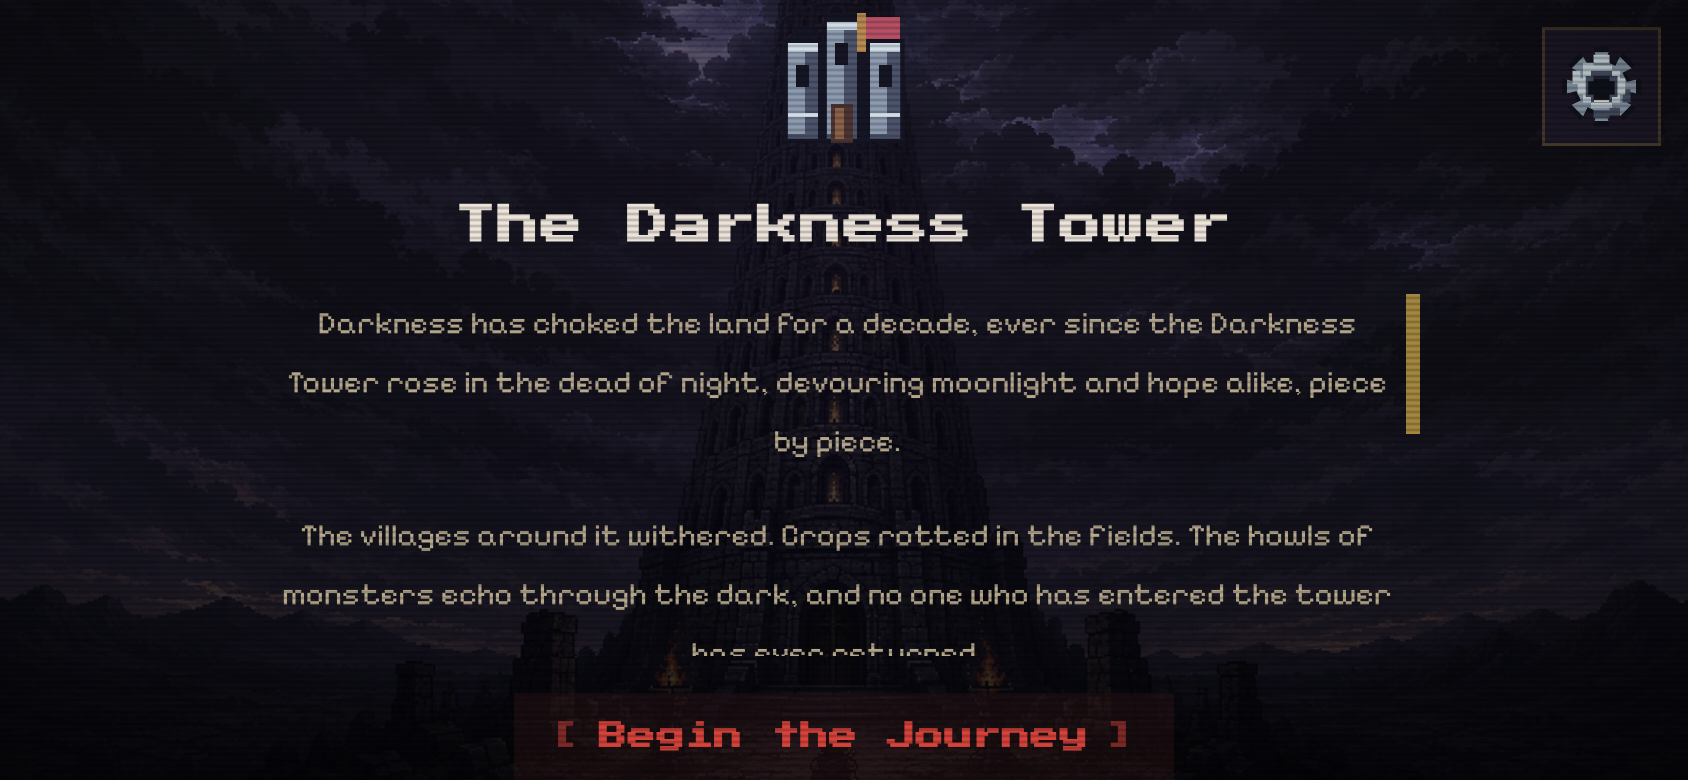 The Darkness Tower
Darkness has choked the land for a decade, ever since the Darkness
Tower rose in the dead of night, devouring moonlight and hope alike, piece
by piece.
The villages around it withered. Crops rotted in the fields. The howls of
monsters echo through the dark, and no one who has entered the tower
has ever returned
[ Begin the Journey ]